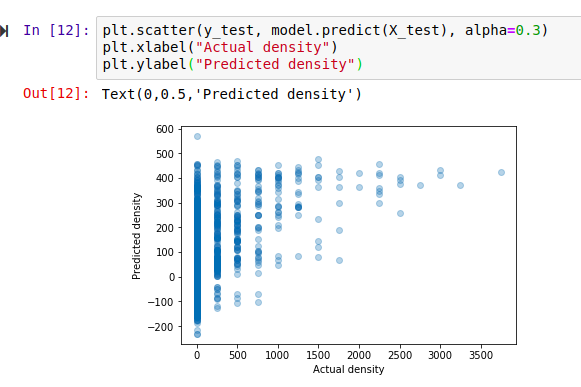 In [12]: plt.scatter(y_test, model.predict(X_test), alpha=0.3)
plt.xlabel("Actual density")
plt.ylabel("Predicted density")
Out[12]: Text(0,0.5,'Predicted density')
600
500
400
300
200
100
0
−100
−200
Predicted density
0 500 1000 1500 2000 2500 3000 3500
Actual density